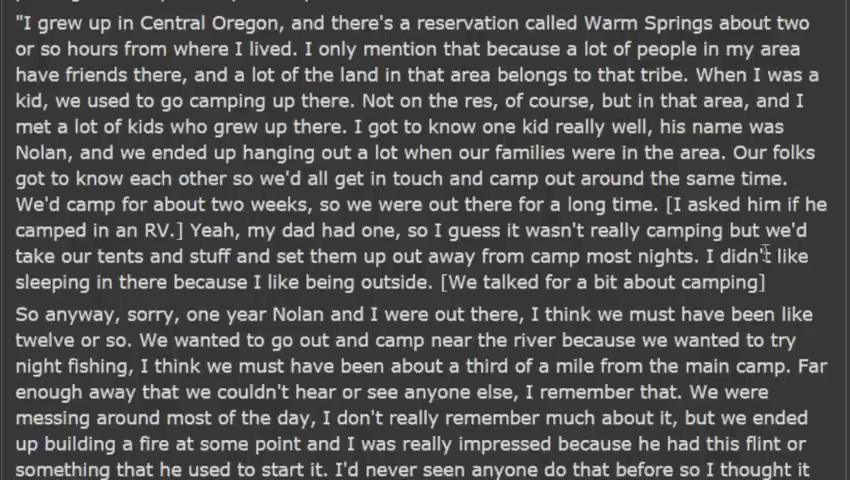 "I grew up in Central Oregon, and there's a reservation called Warm Springs about two
or so hours from where I lived. I only mention that because a lot of people in my area
have friends there, and a lot of the land in that area belongs to that tribe. When I was a
kid, we used to go camping up there. Not on the res, of course, but in that area, and I
met a lot of kids who grew up there. I got to know one kid really well, his name was
Nolan, and we ended up hanging out a lot when our families were in the area. Our folks
got to know each other so we'd all get in touch and camp out around the same time.
We'd camp for about two weeks, so we were out there for a long time. [I asked him if he
camped in an RV.] Yeah, my dad had one, so I guess it wasn't really camping but we'd
take our tents and stuff and set them up out away from camp most nights. I didn't like
sleeping in there because I like being outside. [We talked for a bit about camping]
So anyway, sorry, one year Nolan and I were out there, I think we must have been like
twelve or so. We wanted to go out and camp near the river because we wanted to try
night fishing, I think we must have been about a third of a mile from the main camp. Far
enough away that we couldn't hear or see anyone else, I remember that. We were
messing around most of the day, I don't really remember much about it, but we ended
up building a fire at some point and I was really impressed because he had this flint or
something that he used to start it. I'd never seen anyone do that before so I thought it